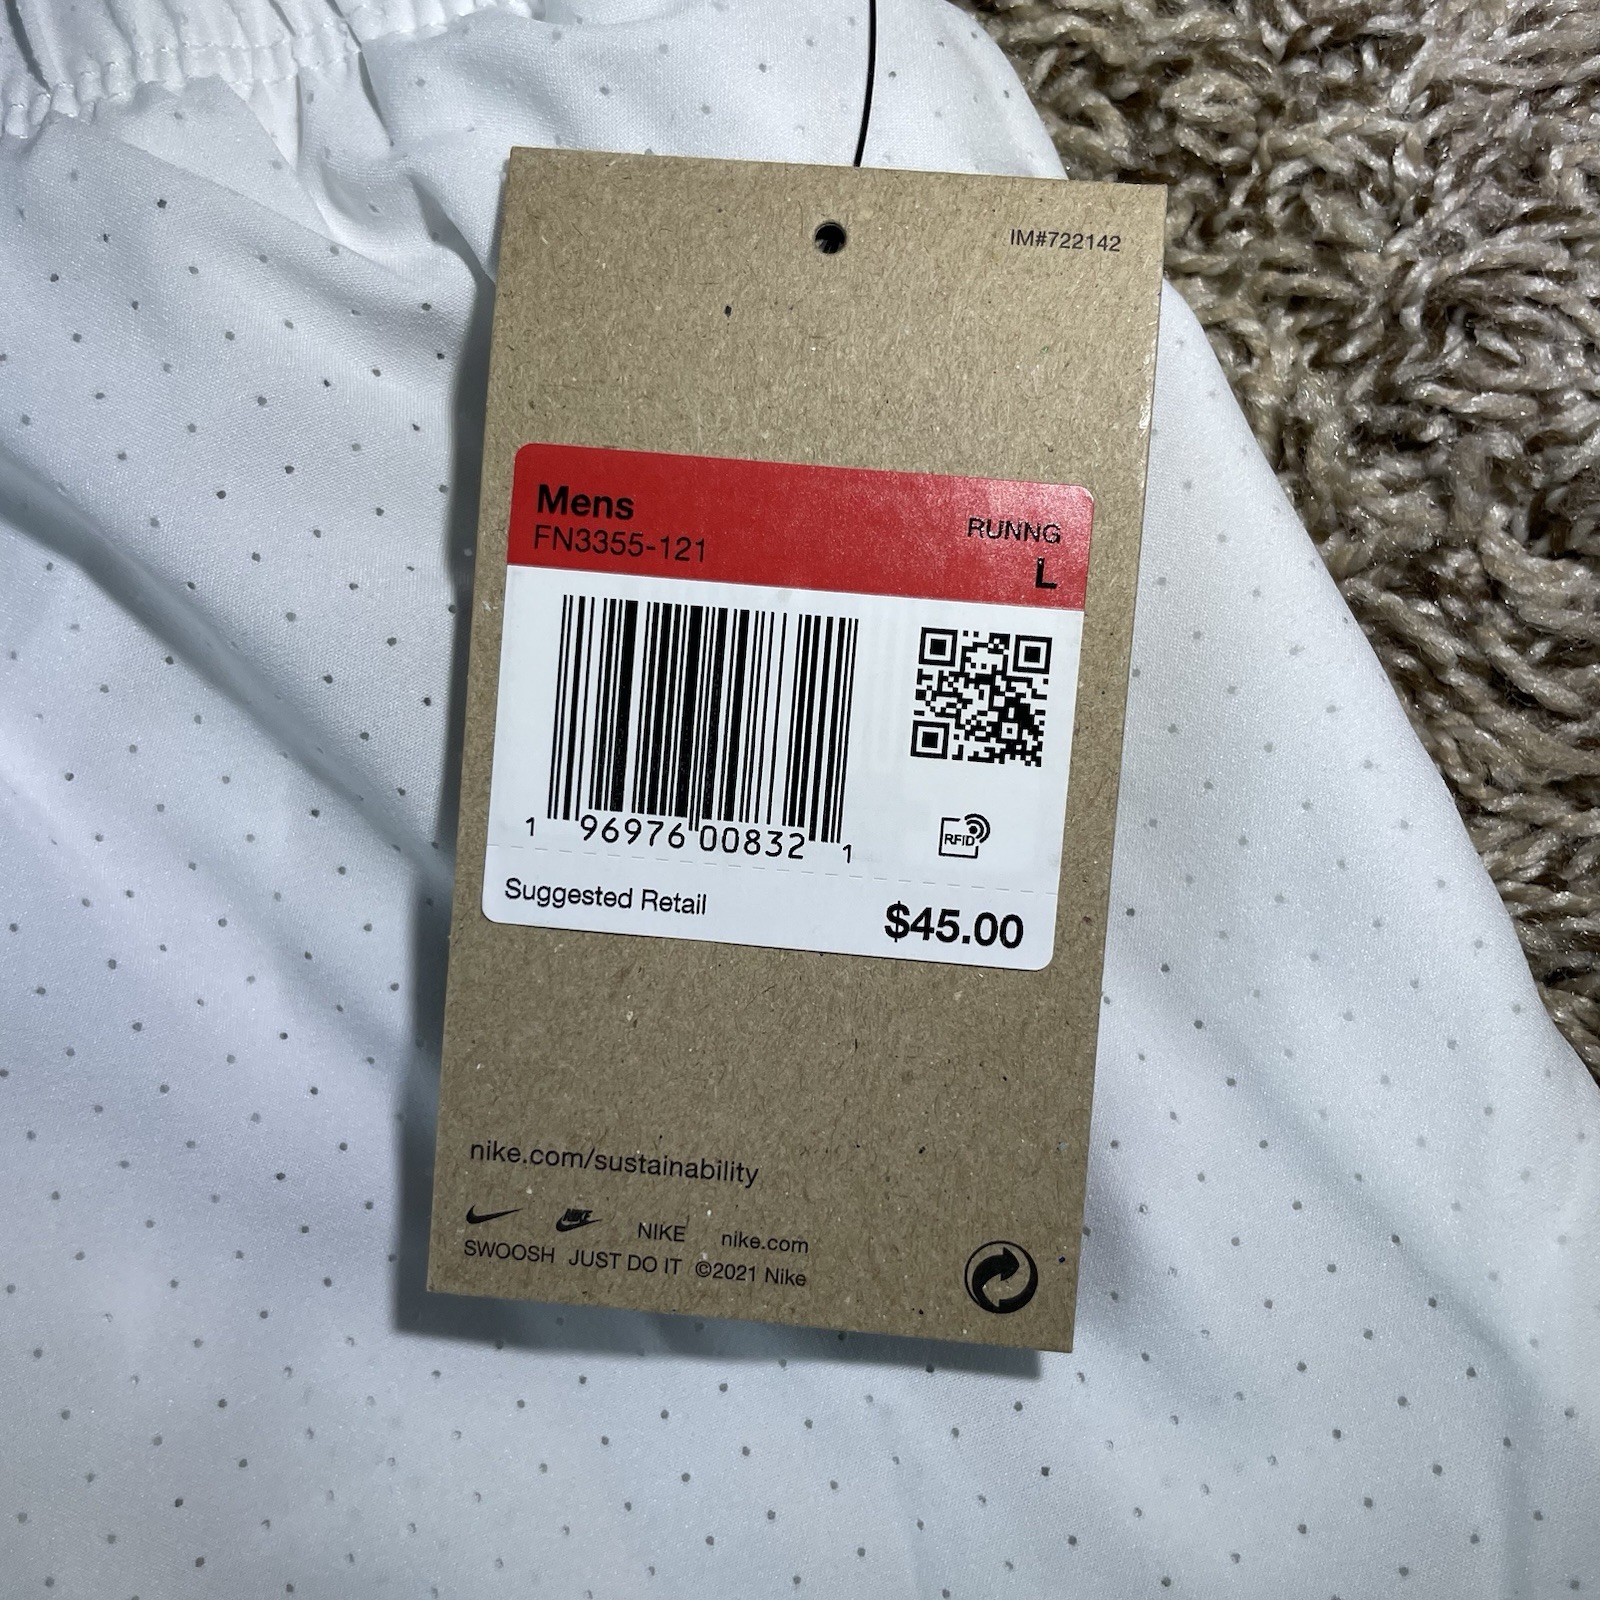 IM#722142
Mens
RUNNG
FN3355-121
L
1 96976 00832 1
RFID
Suggested Retail
$45.00
nike.com/sustainability
NIKE NIKE nike.com
SWOOSH JUST DO IT ©2021 Nike